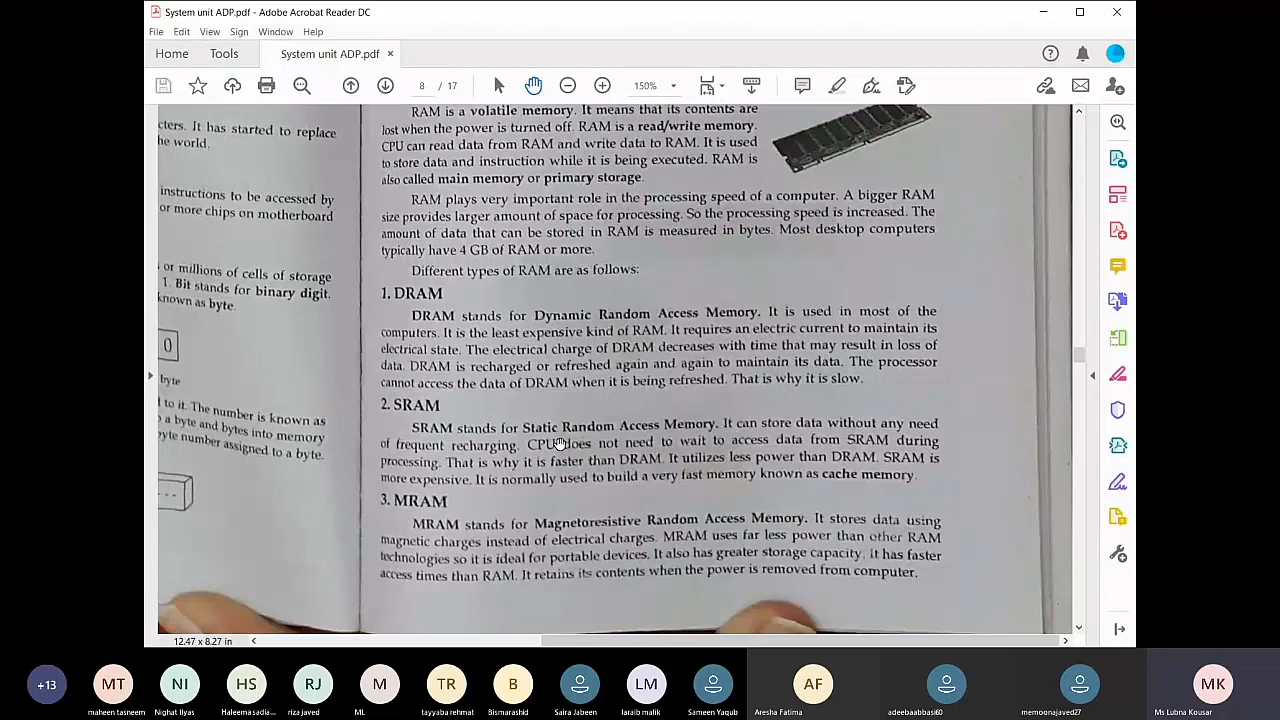 System unit ADP.pdf - Adobe Acrobat Reader DC
File Edit View Sign Window Help
Home Tools System unit ADP.pdf ×
8 / 17 150%
cters. It has started to replace
he world.
instructions to be accessed by
or more chips on motherboard
or millions of cells of storage
1. Bit stands for binary digit.
known as byte.
0
byte
to it. The number is known as
a byte and bytes into memory
byte number assigned to a byte.
RAM is a volatile memory. It means that its contents are
lost when the power is turned off. RAM is a read/write memory.
CPU can read data from RAM and write data to RAM. It is used
to store data and instruction while it is being executed. RAM is
also called main memory or primary storage.
RAM plays very important role in the processing speed of a computer. A bigger RAM
size provides larger amount of space for processing. So the processing speed is increased. The
amount of data that can be stored in RAM is measured in bytes. Most desktop computers
typically have 4 GB of RAM or more.
Different types of RAM are as follows:
1. DRAM
DRAM stands for Dynamic Random Access Memory. It is used in most of the
computers. It is the least expensive kind of RAM. It requires an electric current to maintain its
electrical state. The electrical charge of DRAM decreases with time that may result in loss of
data. DRAM is recharged or refreshed again and again to maintain its data. The processor
cannot access the data of DRAM when it is being refreshed. That is why it is slow.
2. SRAM
SRAM stands for Static Random Access Memory. It can store data without any need
of frequent recharging. CPU does not need to wait to access data from SRAM during
processing. That is why it is faster than DRAM. It utilizes less power than DRAM. SRAM is
more expensive. It is normally used to build a very fast memory known as cache memory.
3. MRAM
MRAM stands for Magnetoresistive Random Access Memory. It stores data using
magnetic charges instead of electrical charges. MRAM uses far less power than other RAM
technologies so it is ideal for portable devices. It also has greater storage capacity. It has faster
access times than RAM. It retains its contents when the power is removed from computer.
12.47 x 8.27 in
+13 MT NI HS RJ M TR B LM AF MK
maheen tasneem Nighat Ilyas Haleema sadia... riza javed ML tayyaba rehmat Bismarashid Saira Jabeen laraib malik Sameen Yaqub Aresha Fatima adeebaabbasi60 memoonajaved27 Ms Lubna Kousar